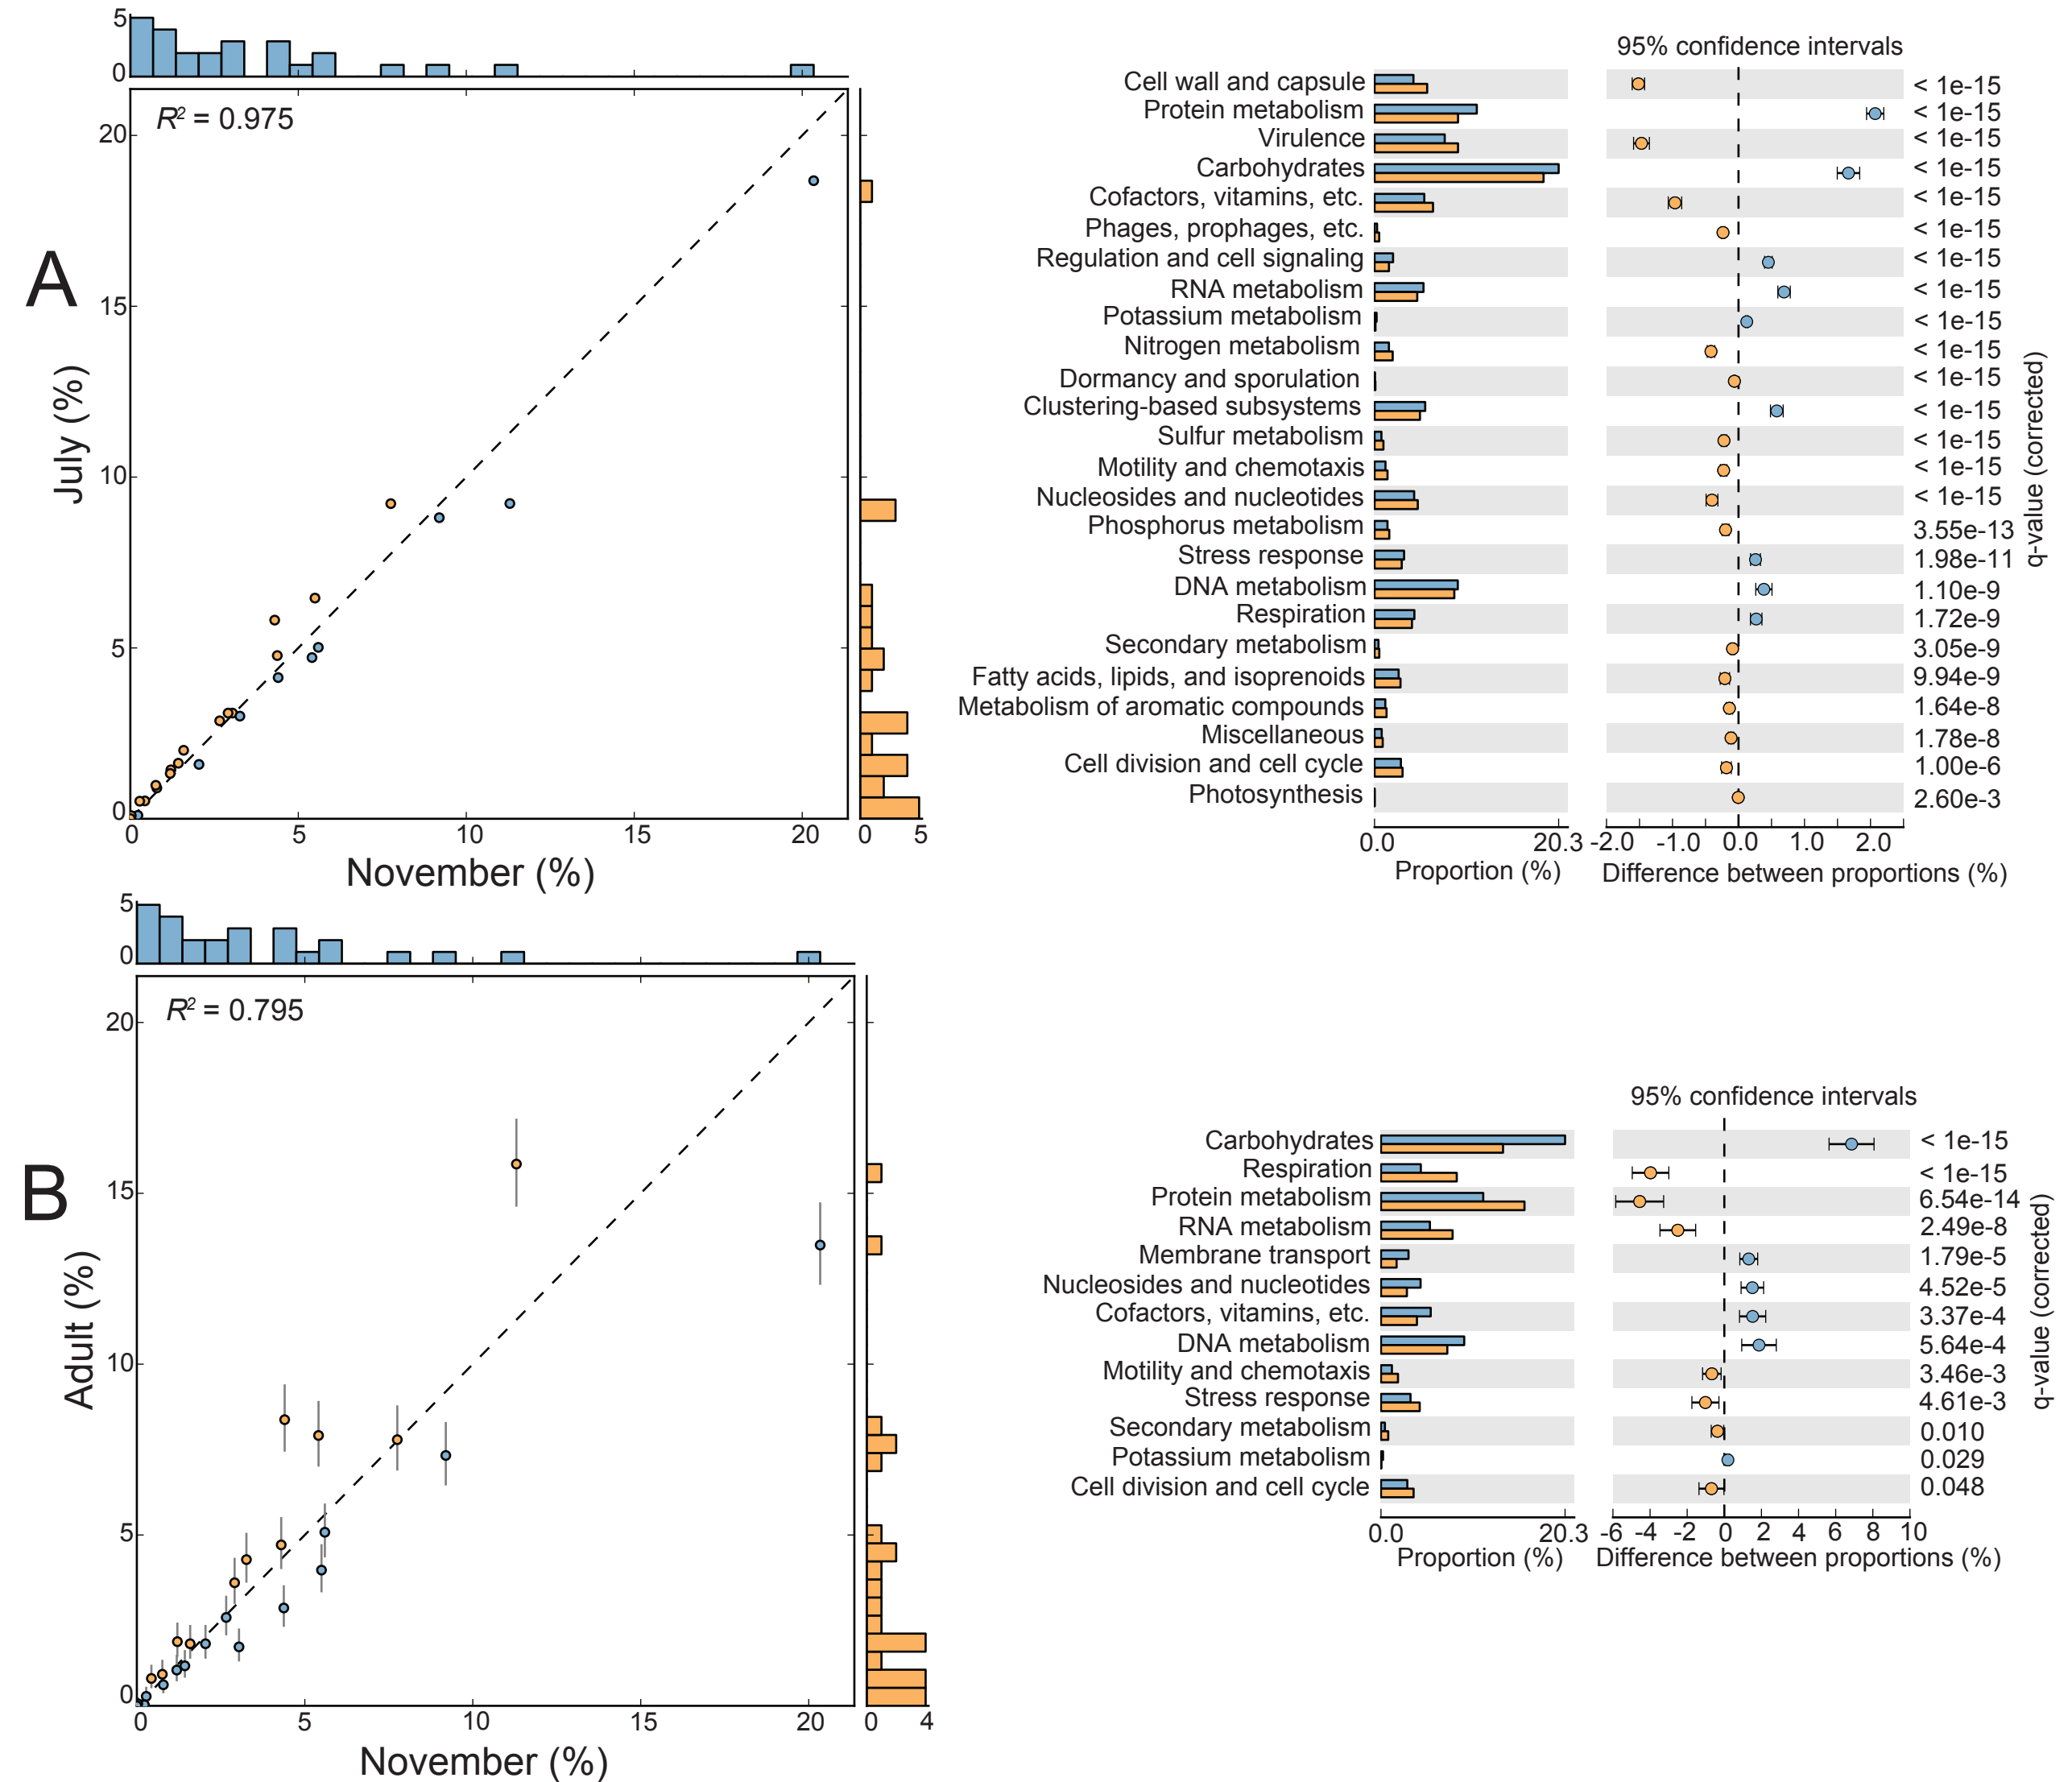 A
5
0
R² = 0.975
20
15
10
5
0
July (%)
0 5 10 15 20
0 5
November (%)
95% confidence intervals
Cell wall and capsule < 1e-15
Protein metabolism < 1e-15
Virulence < 1e-15
Carbohydrates < 1e-15
Cofactors, vitamins, etc. < 1e-15
Phages, prophages, etc. < 1e-15
Regulation and cell signaling < 1e-15
RNA metabolism < 1e-15
Potassium metabolism < 1e-15
Nitrogen metabolism < 1e-15
Dormancy and sporulation < 1e-15
Clustering-based subsystems < 1e-15
Sulfur metabolism < 1e-15
Motility and chemotaxis < 1e-15
Nucleosides and nucleotides < 1e-15
Phosphorus metabolism 3.55e-13
Stress response 1.98e-11
DNA metabolism 1.10e-9
Respiration 1.72e-9
Secondary metabolism 3.05e-9
Fatty acids, lipids, and isoprenoids 9.94e-9
Metabolism of aromatic compounds 1.64e-8
Miscellaneous 1.78e-8
Cell division and cell cycle 1.00e-6
Photosynthesis 2.60e-3
q-value (corrected)
0.0 20.3
Proportion (%)
-2.0 -1.0 0.0 1.0 2.0
Difference between proportions (%)
B
5
0
R² = 0.795
20
15
10
5
0
Adult (%)
0 5 10 15 20
0 4
November (%)
95% confidence intervals
Carbohydrates < 1e-15
Respiration < 1e-15
Protein metabolism 6.54e-14
RNA metabolism 2.49e-8
Membrane transport 1.79e-5
Nucleosides and nucleotides 4.52e-5
Cofactors, vitamins, etc. 3.37e-4
DNA metabolism 5.64e-4
Motility and chemotaxis 3.46e-3
Stress response 4.61e-3
Secondary metabolism 0.010
Potassium metabolism 0.029
Cell division and cell cycle 0.048
q-value (corrected)
0.0 20.3
Proportion (%)
-6 -4 -2 0 2 4 6 8 10
Difference between proportions (%)